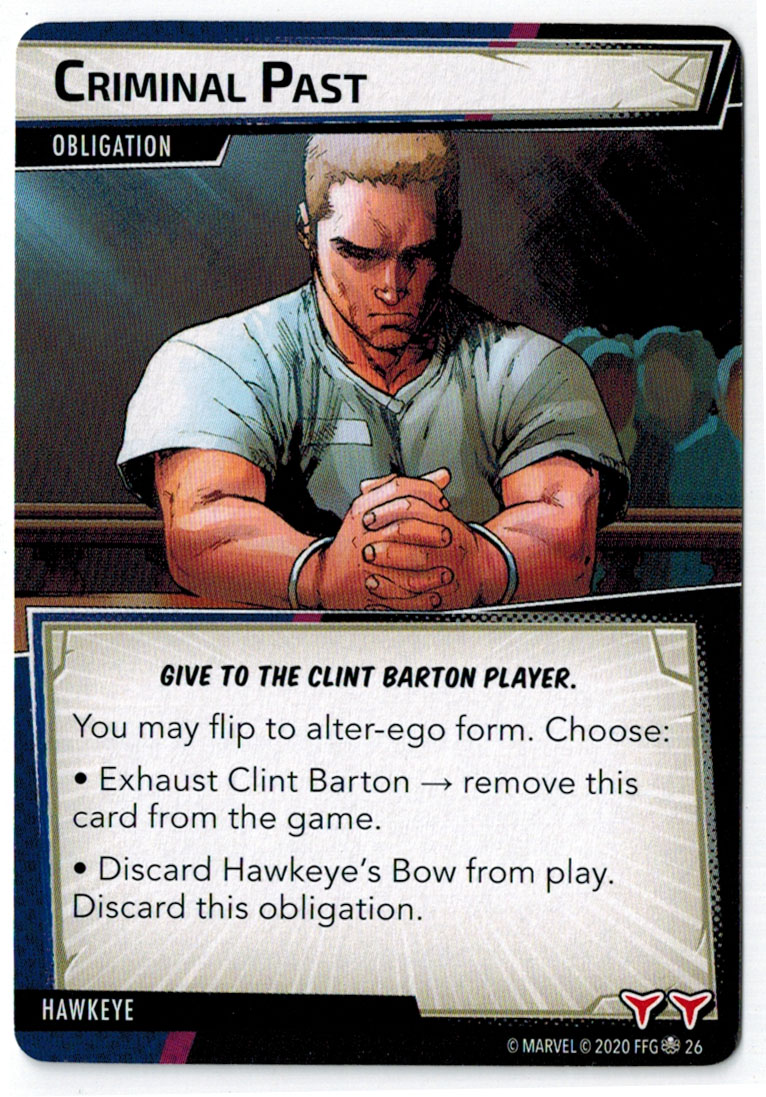 CRIMINAL PAST
OBLIGATION
GIVE TO THE CLINT BARTON PLAYER.
You may flip to alter-ego form. Choose:
• Exhaust Clint Barton → remove this
card from the game.
• Discard Hawkeye's Bow from play.
Discard this obligation.
HAWKEYE
© MARVEL © 2020 FFG 26